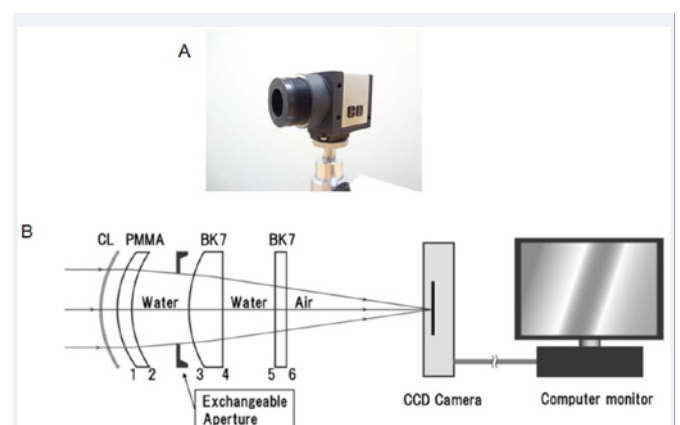 A
B
CL PMMA BK7 BK7
Water Water Air
1 2 3 4 5 6
Exchangeable
Aperture
CCD Camera
Computer monitor